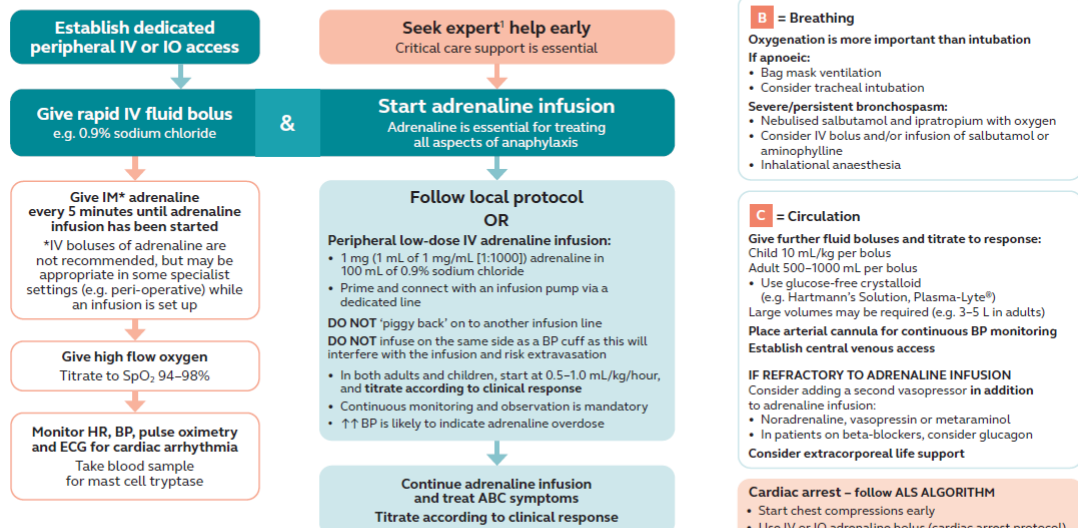 Establish dedicated
peripheral IV or IO access
Seek expert¹ help early
Critical care support is essential
Give rapid IV fluid bolus
e.g. 0.9% sodium chloride
&
Start adrenaline infusion
Adrenaline is essential for treating
all aspects of anaphylaxis
Give IM* adrenaline
every 5 minutes until adrenaline
infusion has been started
*IV boluses of adrenaline are
not recommended, but may be
appropriate in some specialist
settings (e.g. peri-operative) while
an infusion is set up
Give high flow oxygen
Titrate to SpO₂ 94–98%
Monitor HR, BP, pulse oximetry
and ECG for cardiac arrhythmia
Take blood sample
for mast cell tryptase
Follow local protocol
OR
Peripheral low-dose IV adrenaline infusion:
• 1 mg (1 mL of 1 mg/mL [1:1000]) adrenaline in
100 mL of 0.9% sodium chloride
• Prime and connect with an infusion pump via a
dedicated line
DO NOT ‘piggy back’ on to another infusion line
DO NOT infuse on the same side as a BP cuff as this will
interfere with the infusion and risk extravasation
• In both adults and children, start at 0.5–1.0 mL/kg/hour,
and titrate according to clinical response
• Continuous monitoring and observation is mandatory
• ↑↑ BP is likely to indicate adrenaline overdose
Continue adrenaline infusion
and treat ABC symptoms
Titrate according to clinical response
B = Breathing
Oxygenation is more important than intubation
If apnoeic:
• Bag mask ventilation
• Consider tracheal intubation
Severe/persistent bronchospasm:
• Nebulised salbutamol and ipratropium with oxygen
• Consider IV bolus and/or infusion of salbutamol or
aminophylline
• Inhalational anaesthesia
C = Circulation
Give further fluid boluses and titrate to response:
Child 10 mL/kg per bolus
Adult 500–1000 mL per bolus
• Use glucose-free crystalloid
(e.g. Hartmann’s Solution, Plasma-Lyte®)
Large volumes may be required (e.g. 3–5 L in adults)
Place arterial cannula for continuous BP monitoring
Establish central venous access
IF REFRACTORY TO ADRENALINE INFUSION
Consider adding a second vasopressor in addition
to adrenaline infusion:
• Noradrenaline, vasopressin or metaraminol
• In patients on beta-blockers, consider glucagon
Consider extracorporeal life support
Cardiac arrest – follow ALS ALGORITHM
• Start chest compressions early
• Use IV or IO adrenaline bolus (cardiac arrest protocol)